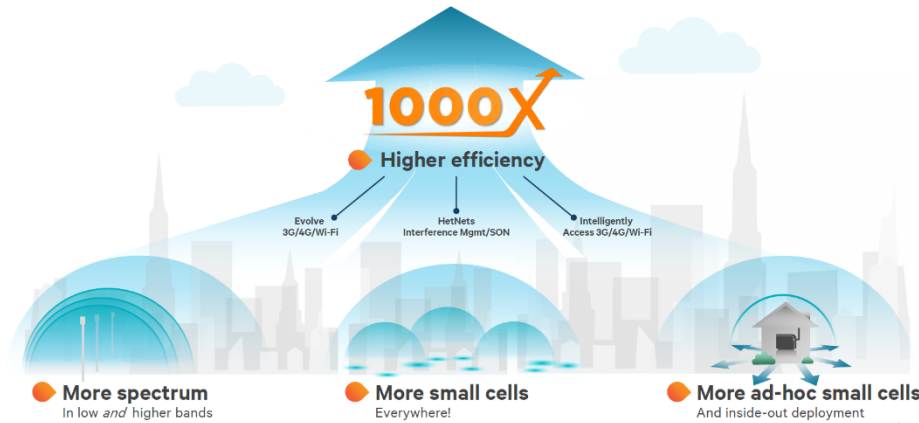 1000X
Higher efficiency
Evolve
3G/4G/Wi-Fi
HetNets
Interference Mgmt/SON
Intelligently
Access 3G/4G/Wi-Fi
More spectrum
In low and higher bands
More small cells
Everywhere!
More ad-hoc small cells
And inside-out deployment